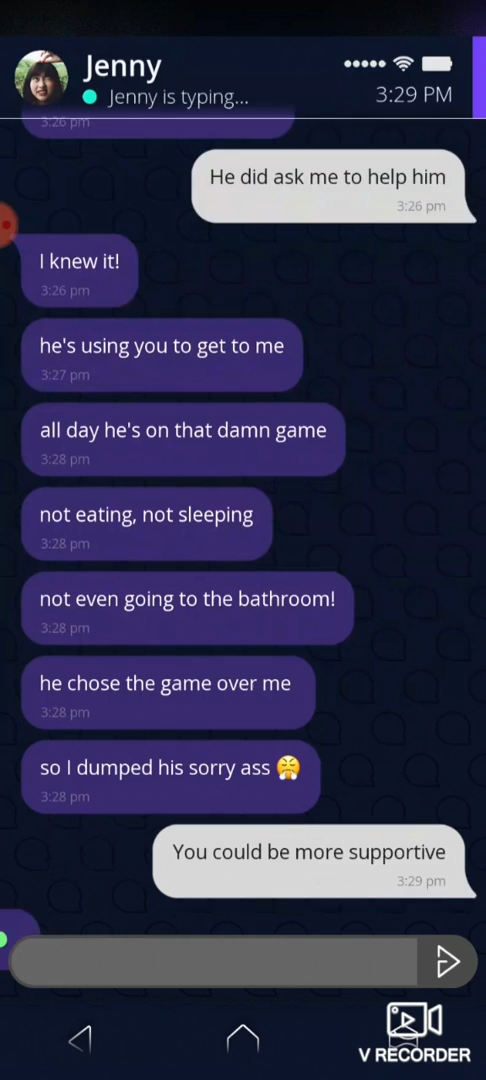 Jenny
Jenny is typing...
3:29 PM
3:26 pm
He did ask me to help him
3:26 pm
I knew it!
3:26 pm
he's using you to get to me
3:27 pm
all day he's on that damn game
3:28 pm
not eating, not sleeping
3:28 pm
not even going to the bathroom!
3:28 pm
he chose the game over me
3:28 pm
so I dumped his sorry ass 😤
3:28 pm
You could be more supportive
3:29 pm
V RECORDER